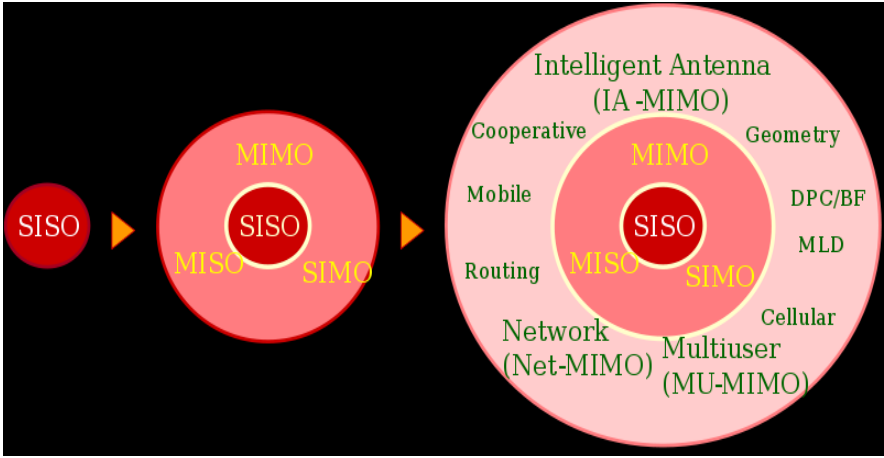 SISO
MIMO
SISO
MISO
SIMO
Intelligent Antenna
(IA -MIMO)
Cooperative
Geometry
MIMO
Mobile
DPC/BF
SISO
MLD
MISO
SIMO
Routing
Cellular
Network
(Net-MIMO)
Multiuser
(MU-MIMO)